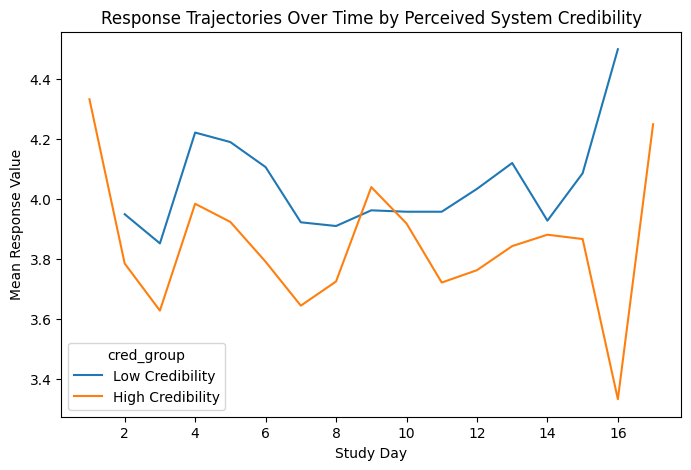 Response Trajectories Over Time by Perceived System Credibility
Mean Response Value
4.4
4.2
4.0
3.8
3.6
3.4
cred_group
Low Credibility
High Credibility
2 4 6 8 10 12 14 16
Study Day